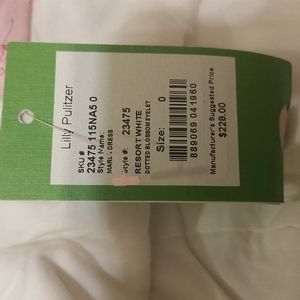 Lilly Pulitzer
SKU #
23475 115NA5 0
Style Name:
DRESS
Style #: 23475
RESORT WHITE
DOTTED BLOSSOM EYELET
Size: 0
889069 041960
Manufacturer's Suggested Price
$228.00